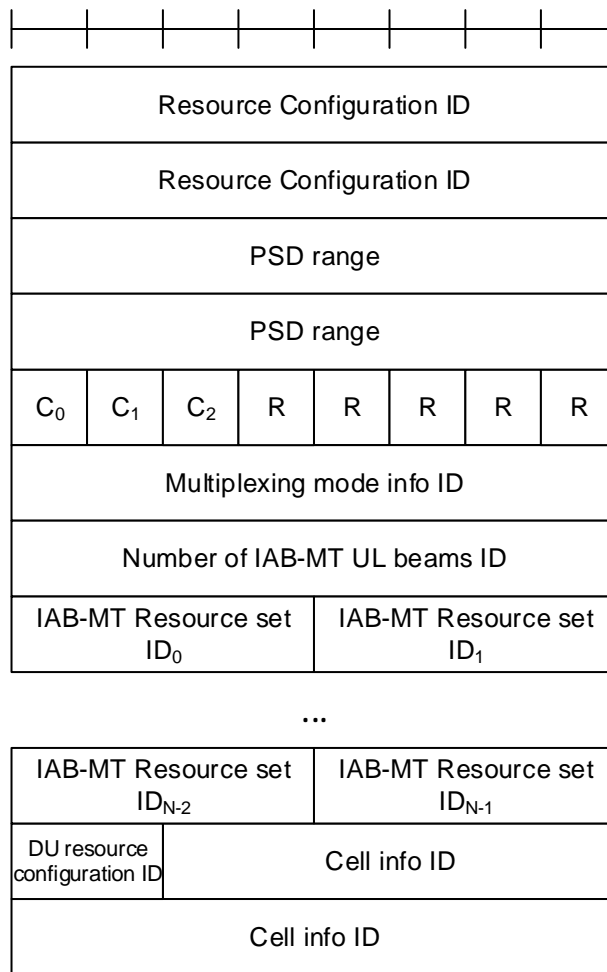 Resource Configuration ID
Resource Configuration ID
PSD range
PSD range
C₀ C₁ C₂ R R R R R
Multiplexing mode info ID
Number of IAB-MT UL beams ID
IAB-MT Resource set
ID₀
IAB-MT Resource set
ID₁
...
IAB-MT Resource set
ID_N-2
IAB-MT Resource set
ID_N-1
DU resource
configuration ID
Cell info ID
Cell info ID